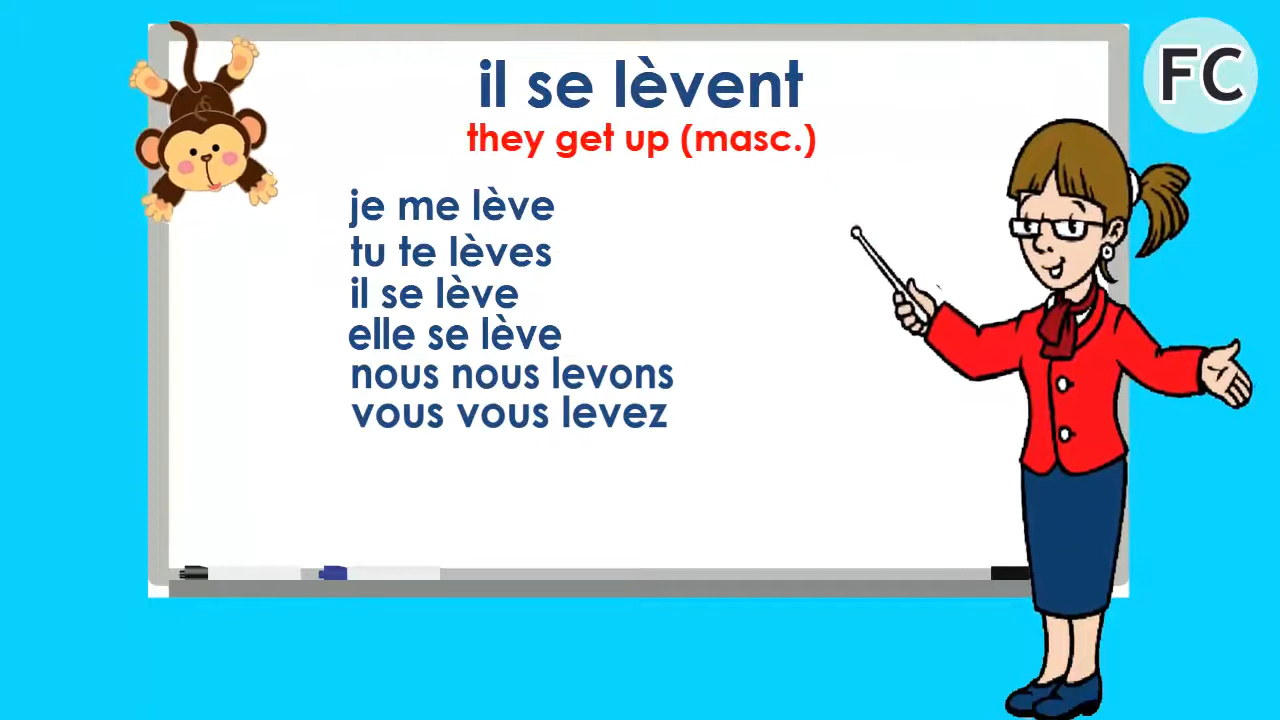 il se lèvent
FC
they get up (masc.)
je me lève
tu te lèves
il se lève
elle se lève
nous nous levons
vous vous levez